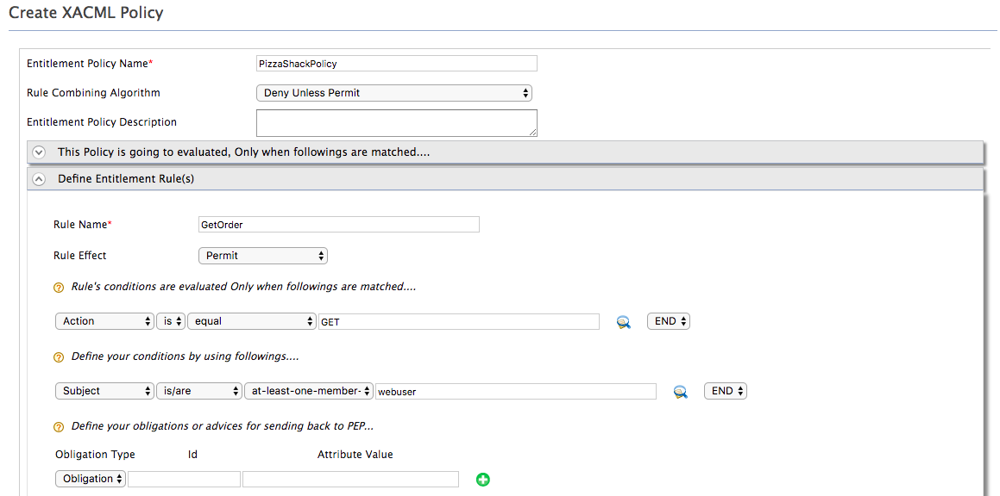 Create XACML Policy
Entitlement Policy Name* PizzaShackPolicy
Rule Combining Algorithm Deny Unless Permit
Entitlement Policy Description
This Policy is going to evaluated, Only when followings are matched....
Define Entitlement Rule(s)
Rule Name* GetOrder
Rule Effect Permit
? Rule's conditions are evaluated Only when followings are matched....
Action is equal GET END
? Define your conditions by using followings....
Subject is/are at-least-one-member- webuser END
? Define your obligations or advices for sending back to PEP...
Obligation Type Id Attribute Value
Obligation